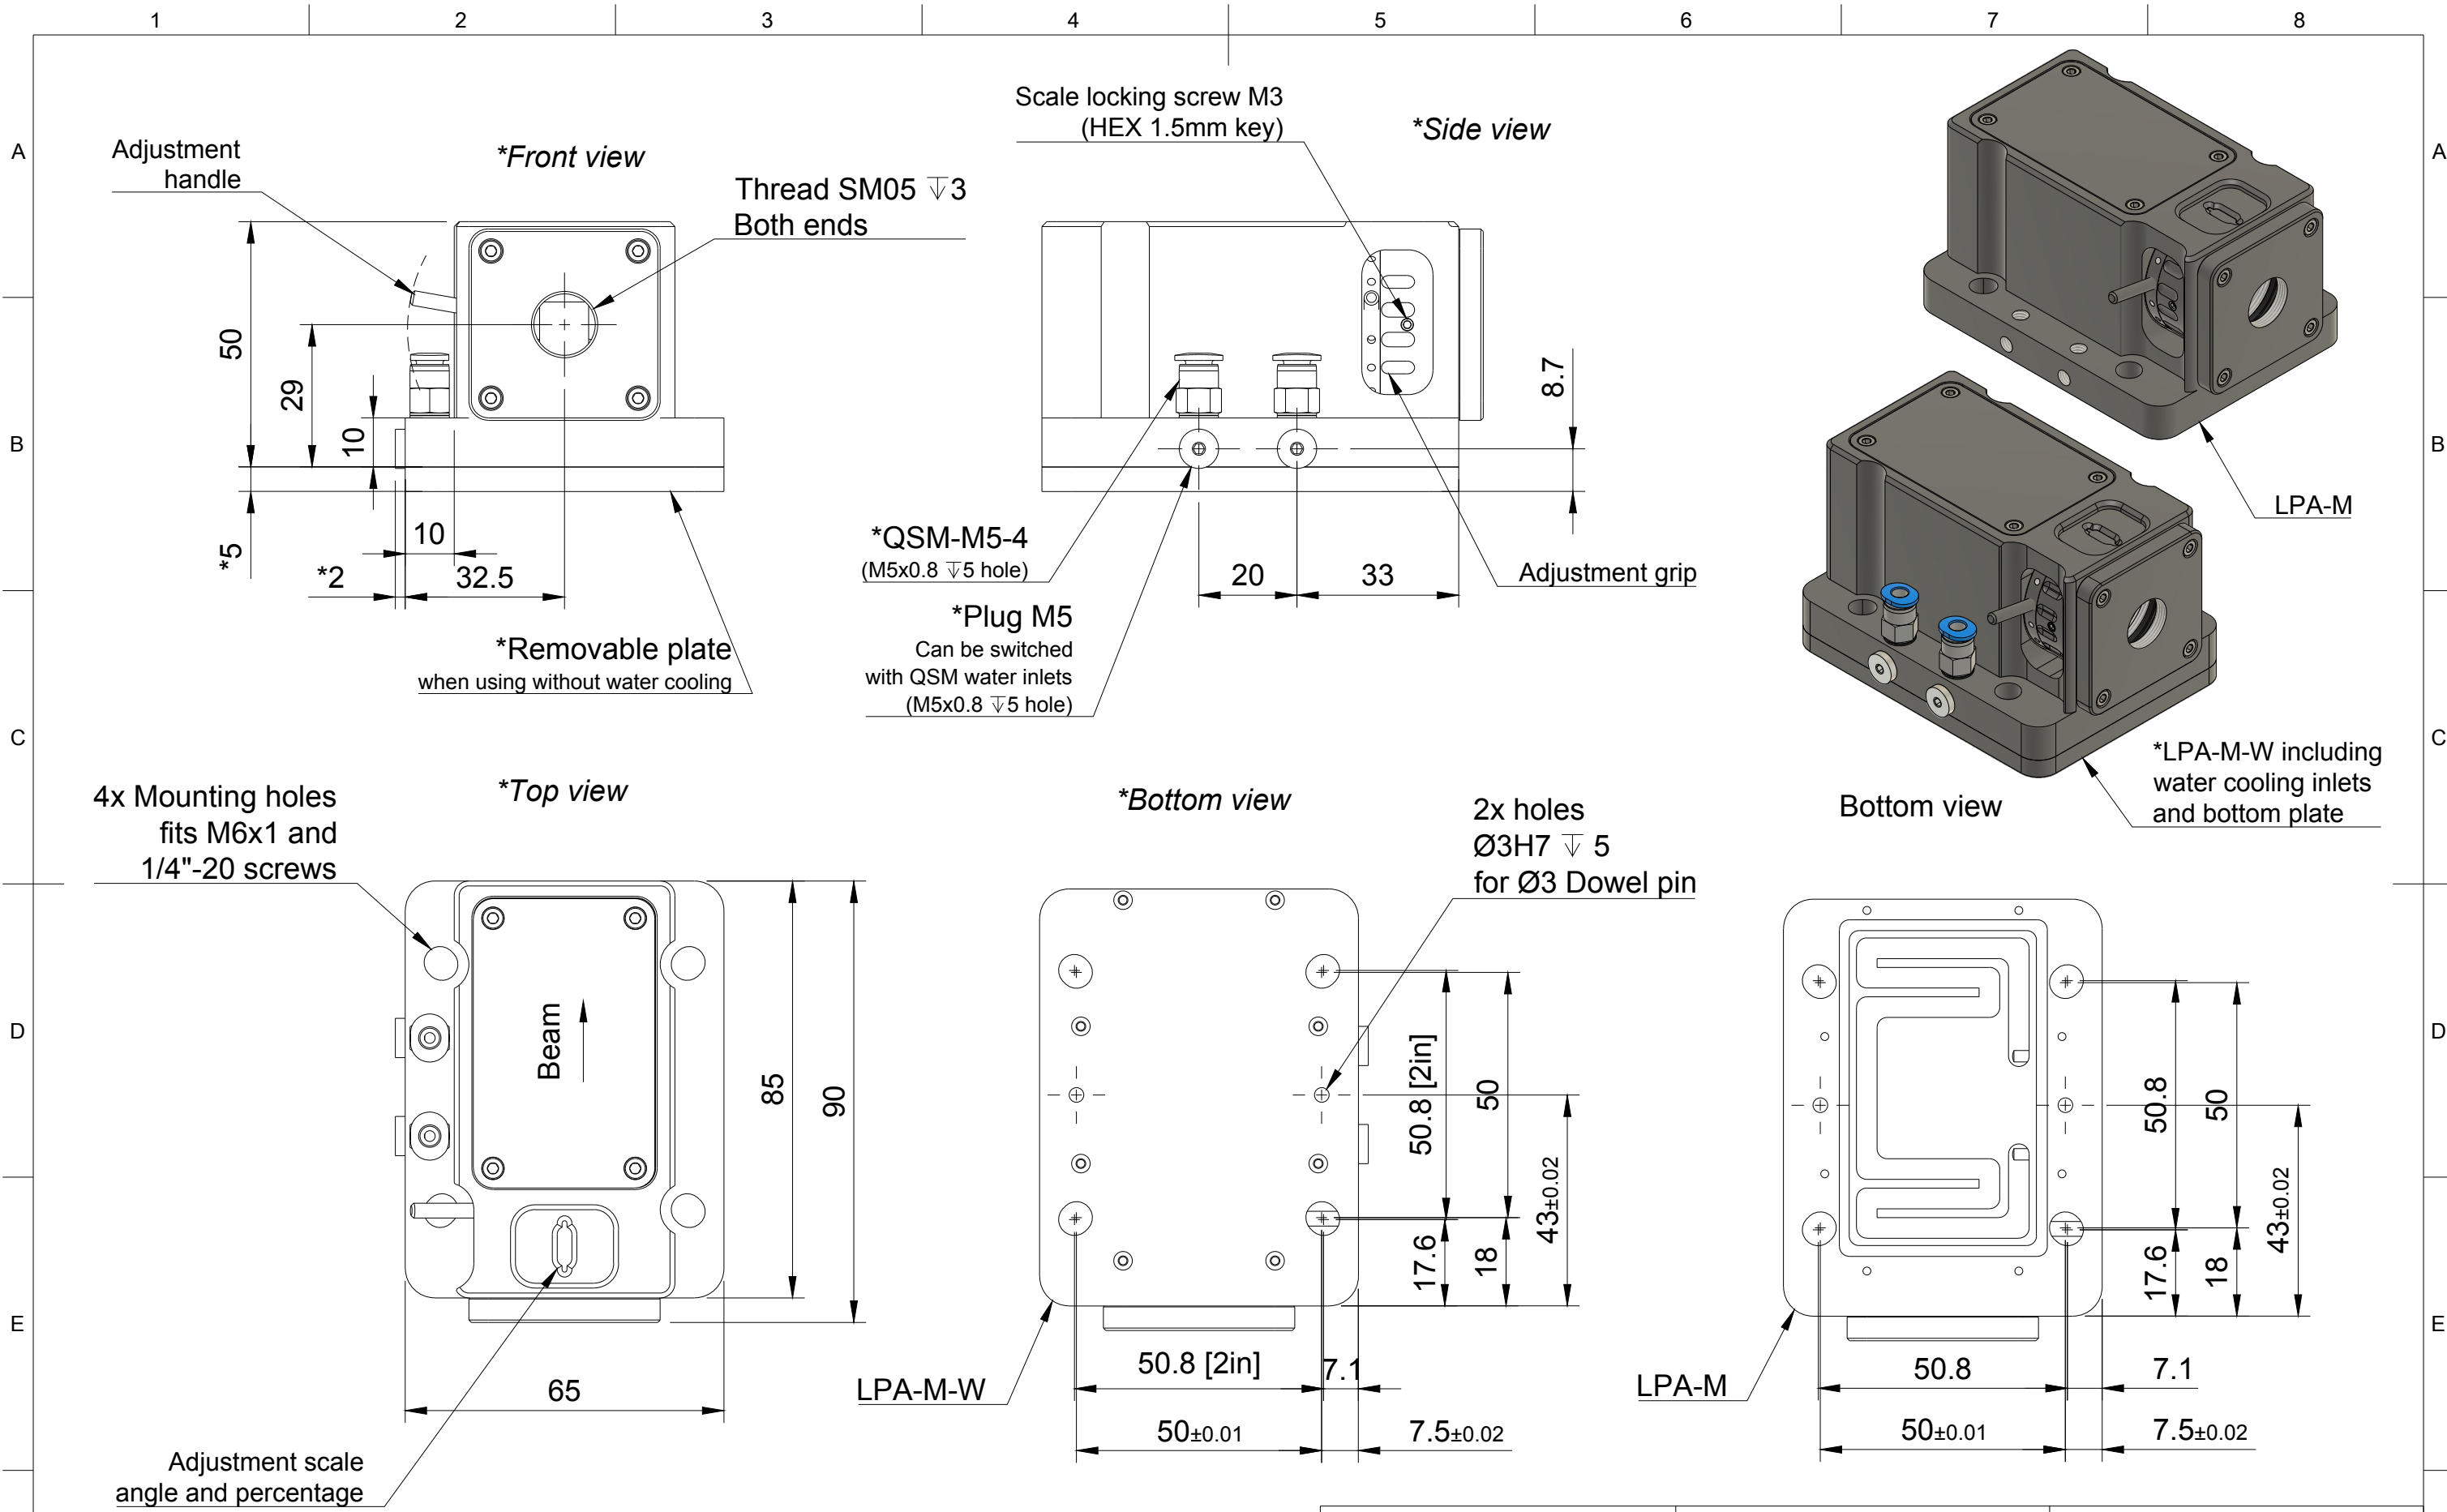 1 2 3 4 5 6 7 8
A
A
B
B
C
C
D
D
E
E
Adjustment
handle
*Front view
Thread SM05 ↧3
Both ends
50
29
10
*5
10
*2
32.5
*Removable plate
when using without water cooling
Scale locking screw M3
(HEX 1.5mm key)
*Side view
8.7
*QSM-M5-4
(M5x0.8 ↧5 hole)
20
33
Adjustment grip
*Plug M5
Can be switched
with QSM water inlets
(M5x0.8 ↧5 hole)
LPA-M
*LPA-M-W including
water cooling inlets
and bottom plate
4x Mounting holes
fits M6x1 and
1/4"-20 screws
*Top view
Beam
85
90
65
Adjustment scale
angle and percentage
*Bottom view
2x holes
Ø3H7 ↧ 5
for Ø3 Dowel pin
50.8 [2in]
50
43±0.02
17.6
18
50.8 [2in]
7.1
50±0.01
7.5±0.02
LPA-M-W
Bottom view
50.8
50
43±0.02
17.6
18
50.8
7.1
50±0.01
7.5±0.02
LPA-M